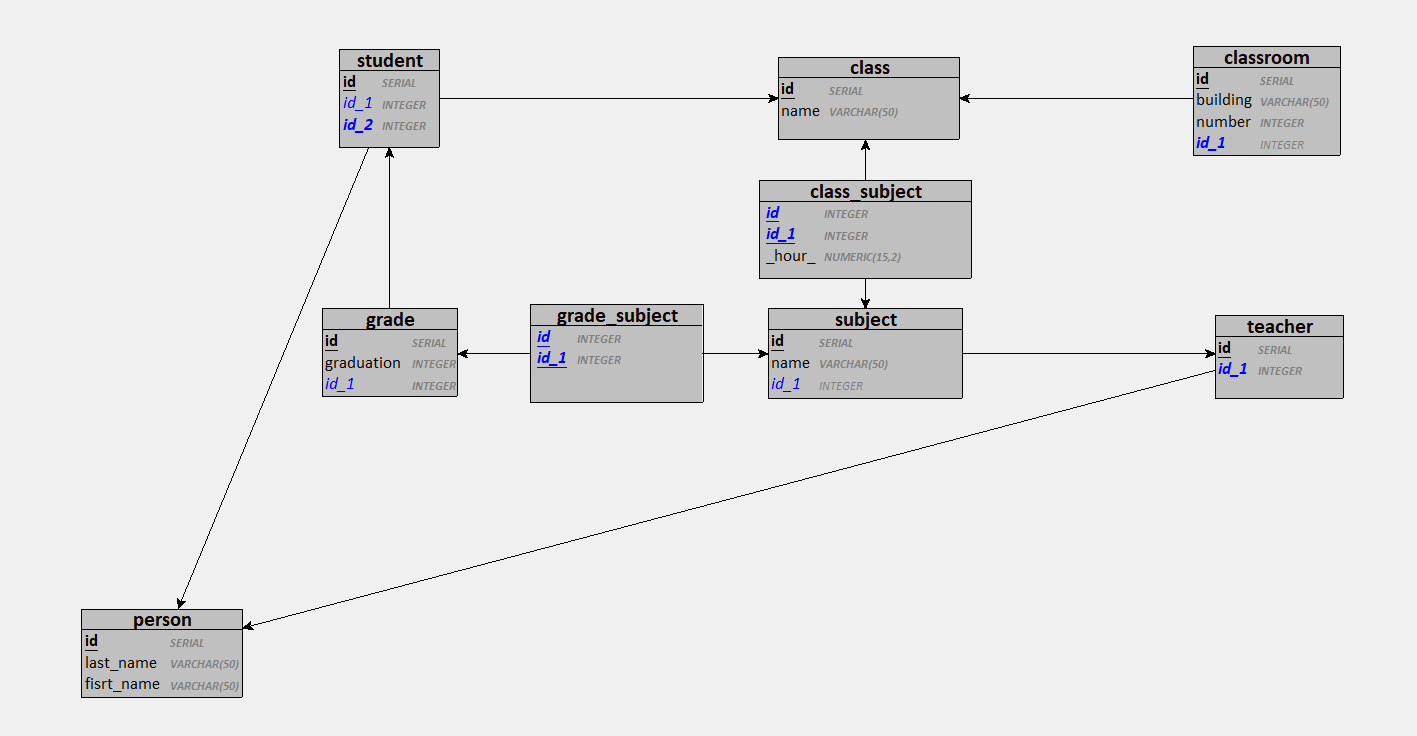 student
id SERIAL
id_1 INTEGER
id_2 INTEGER
class
id SERIAL
name VARCHAR(50)
classroom
id SERIAL
building VARCHAR(50)
number INTEGER
id_1 INTEGER
class_subject
id INTEGER
id_1 INTEGER
_hour_ NUMERIC(15,2)
grade
id SERIAL
graduation INTEGER
id_1 INTEGER
grade_subject
id INTEGER
id_1 INTEGER
subject
id SERIAL
name VARCHAR(50)
id_1 INTEGER
teacher
id SERIAL
id_1 INTEGER
person
id SERIAL
last_name VARCHAR(50)
fisrt_name VARCHAR(50)